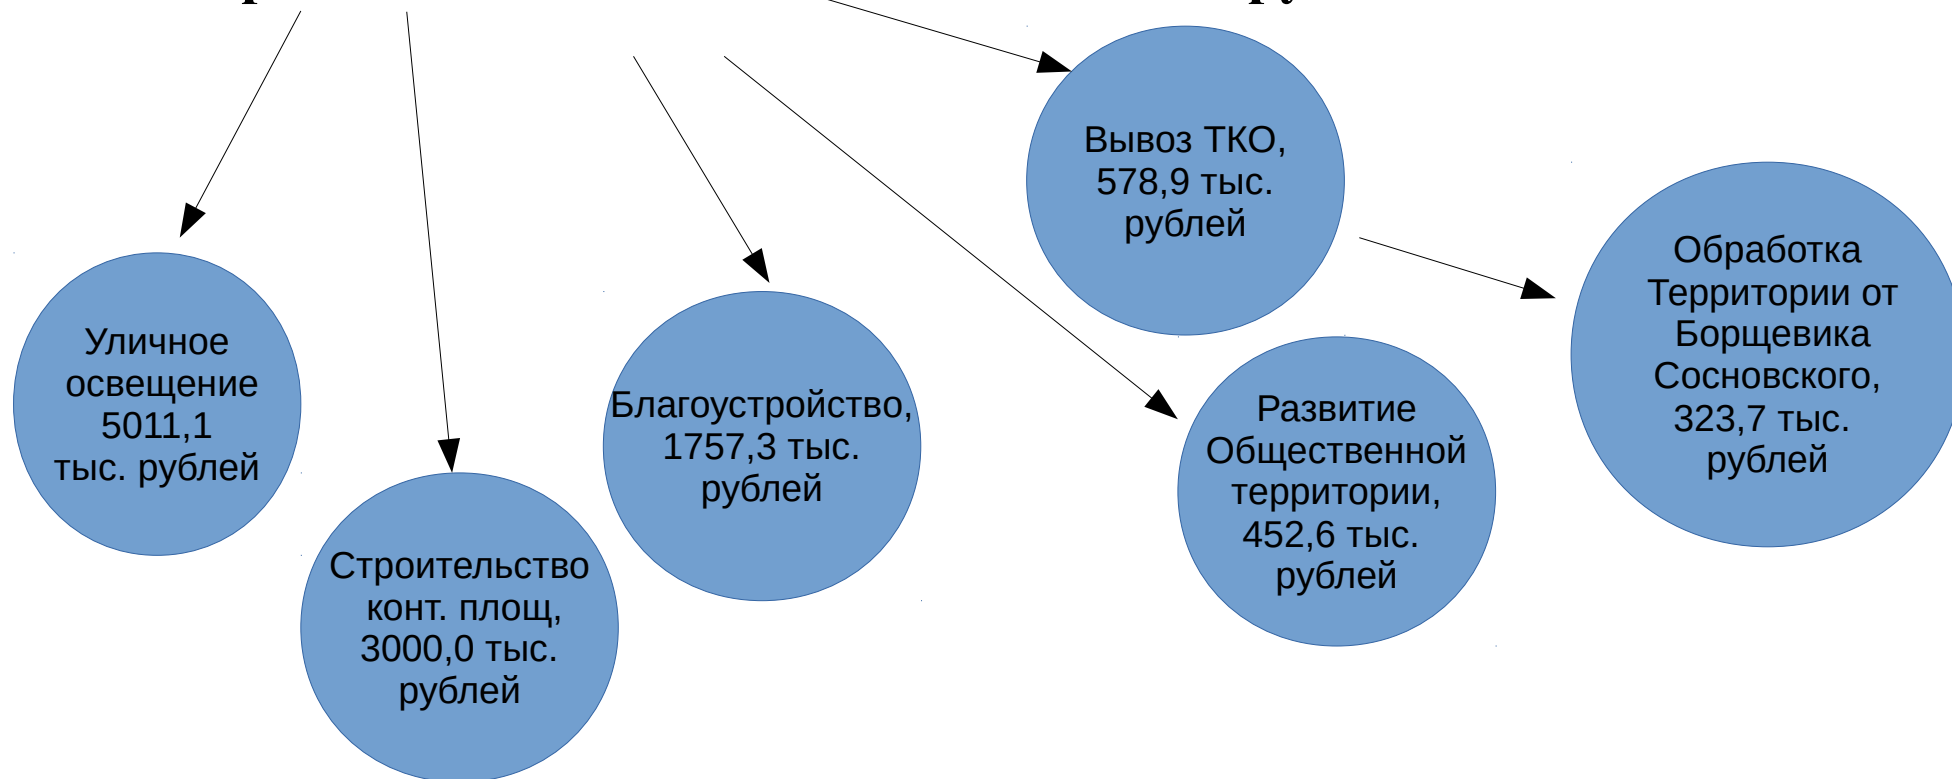 Вывоз ТКО,
578,9 тыс.
рублей
Обработка
Территории от
Борщевика
Сосновского,
323,7 тыс.
рублей
Уличное
освещение
5011,1
тыс. рублей
Благоустройство,
1757,3 тыс.
рублей
Развитие
Общественной
территории,
452,6 тыс.
рублей
Строительство
конт. площ,
3000,0 тыс.
рублей